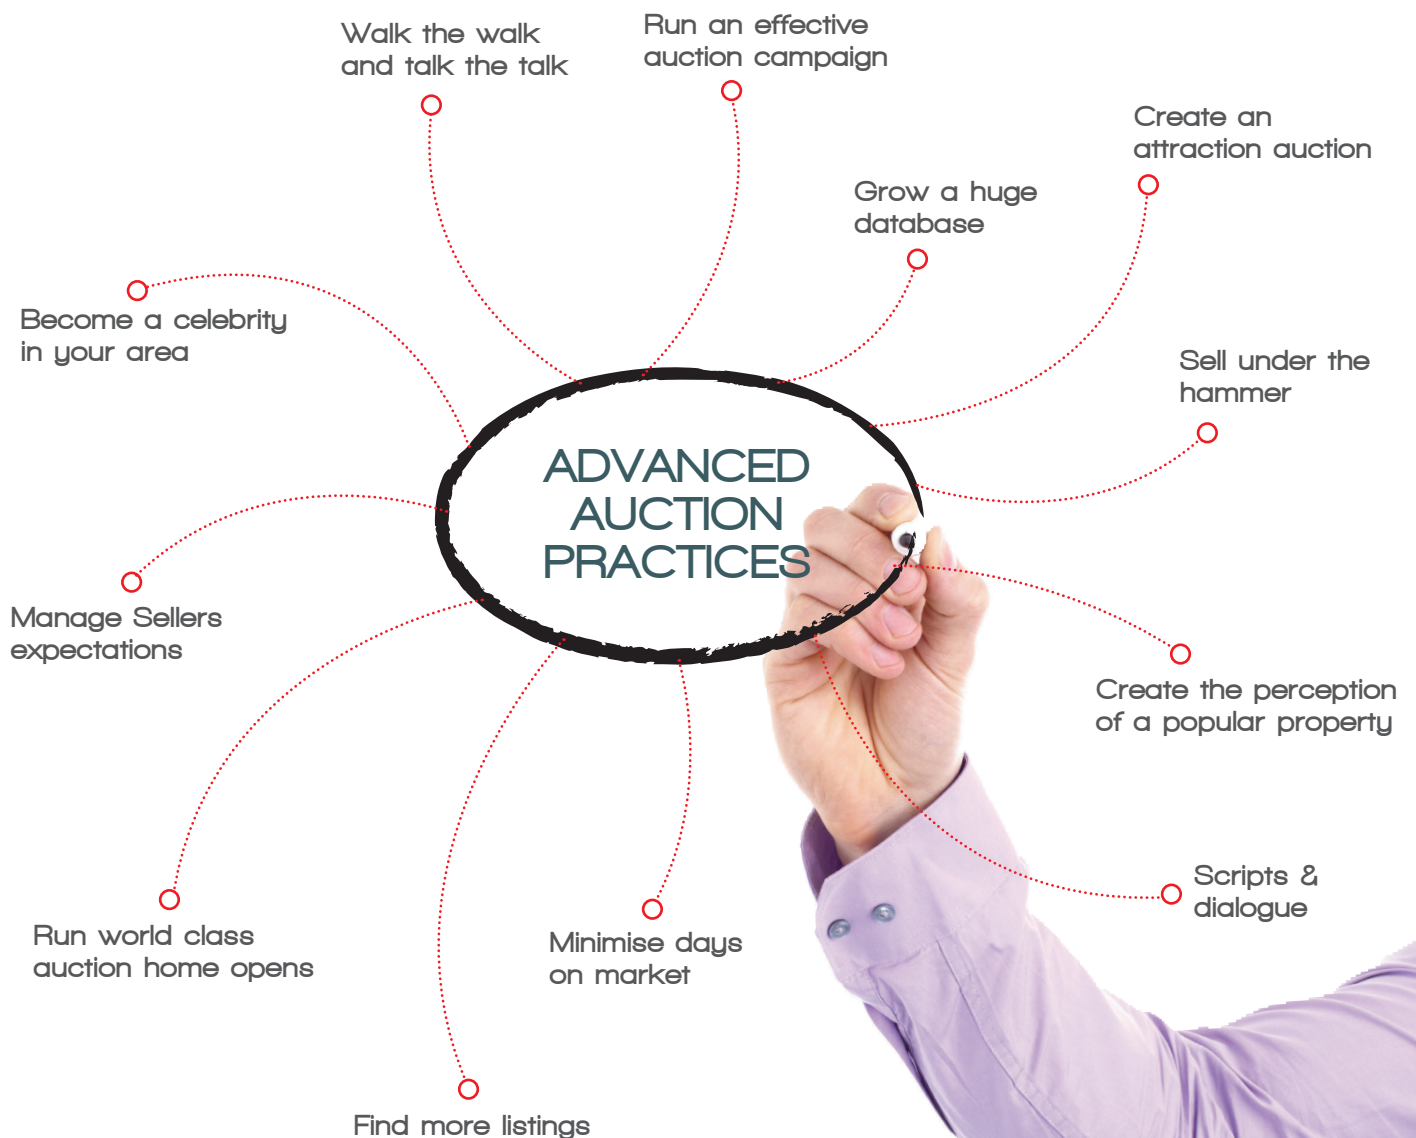 Walk the walk
and talk the talk
Run an effective
auction campaign
Create an
attraction auction
Grow a huge
database
Become a celebrity
in your area
Sell under the
hammer
ADVANCED
AUCTION
PRACTICES
Manage Sellers
expectations
Create the perception
of a popular property
Scripts &
dialogue
Run world class
auction home opens
Minimise days
on market
Find more listings